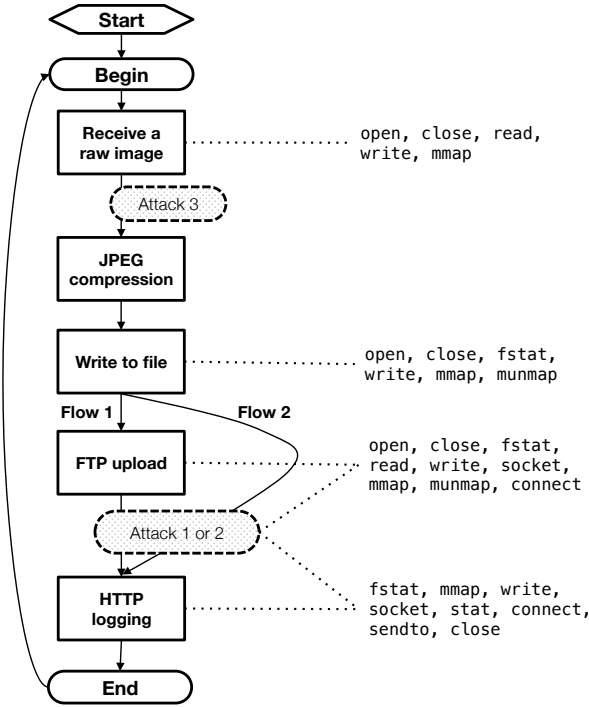 Start
Begin
Receive a
raw image
open, close, read,
write, mmap
Attack 3
JPEG
compression
Write to file
open, close, fstat,
write, mmap, munmap
Flow 1
Flow 2
FTP upload
open, close, fstat,
read, write, socket,
mmap, munmap, connect
Attack 1 or 2
HTTP
logging
fstat, mmap, write,
socket, stat, connect,
sendto, close
End